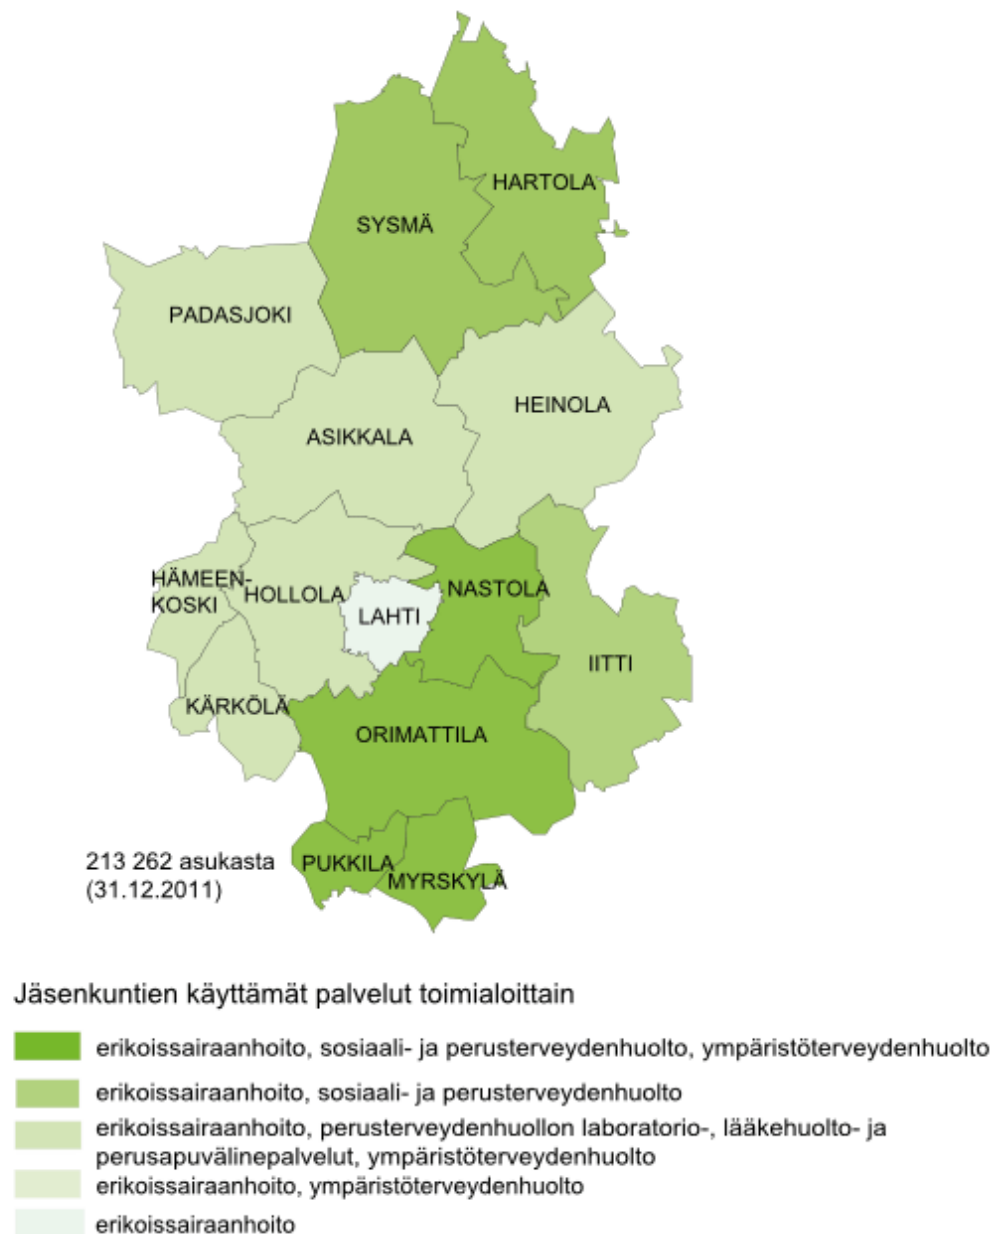 HARTOLA
SYSMÄ
PADASJOKI
HEINOLA
ASIKKALA
HÄMEEN-
KOSKI
HOLLOLA
NASTOLA
LAHTI
IITTI
KÄRKÖLÄ
ORIMATTILA
PUKKILA
MYRSKYLÄ
213 262 asukasta
(31.12.2011)
Jäsenkuntien käyttämät palvelut toimialoittain
erikoissairaanhoito, sosiaali- ja perusterveydenhuolto, ympäristöterveydenhuolto
erikoissairaanhoito, sosiaali- ja perusterveydenhuolto
erikoissairaanhoito, perusterveydenhuollon laboratorio-, lääkehuolto- ja
perusapuvälinepalvelut, ympäristöterveydenhuolto
erikoissairaanhoito, ympäristöterveydenhuolto
erikoissairaanhoito